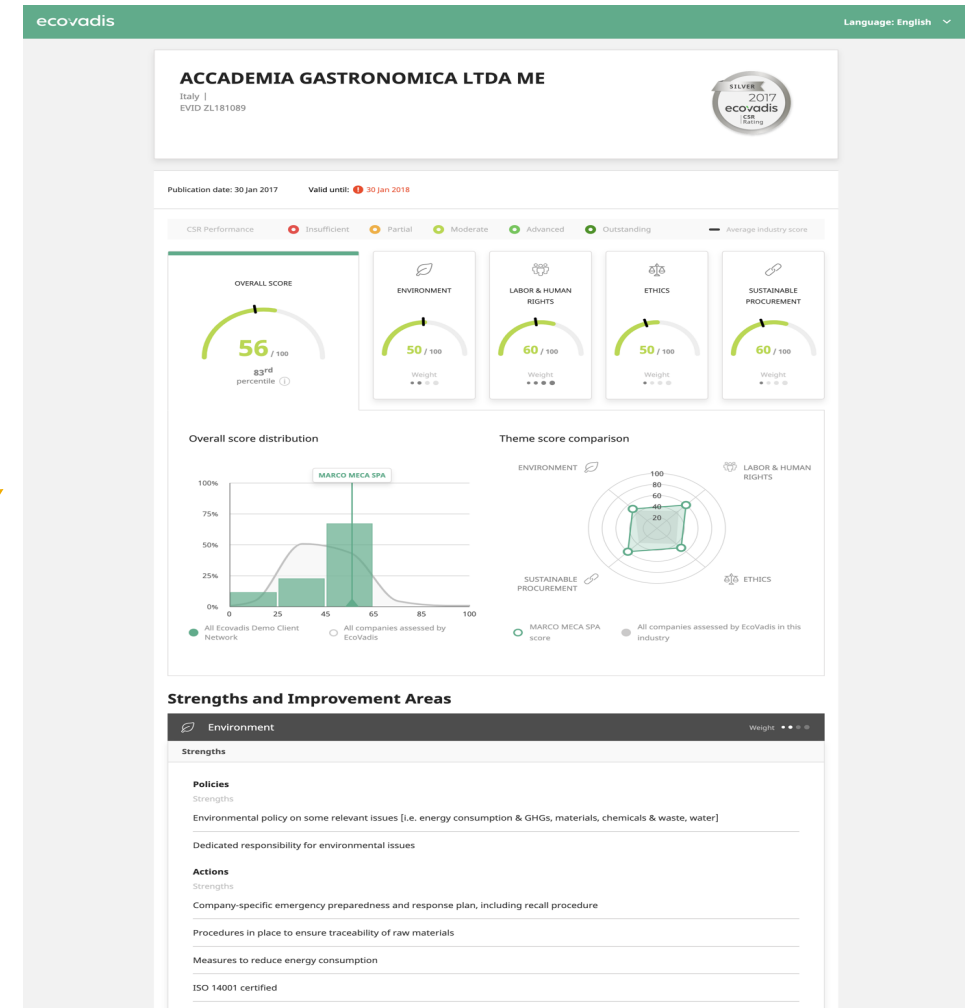 ecovadis
Language: English
ACCADEMIA GASTRONOMICA LTDA ME
Italy |
EVID ZL181089
SILVER
2017
ecovadis
CSR
Rating
Publication date: 30 Jan 2017 Valid until: 30 Jan 2018
CSR Performance Insufficient Partial Moderate Advanced Outstanding Average industry score
OVERALL SCORE
56 / 100
83rd
percentile
ENVIRONMENT
50 / 100
Weight
LABOR & HUMAN
RIGHTS
60 / 100
Weight
ETHICS
50 / 100
Weight
SUSTAINABLE
PROCUREMENT
60 / 100
Weight
Overall score distribution
MARCO MECA SPA
100%
75%
50%
25%
0%
0 25 45 65 85 100
All Ecovadis Demo Client
Network
All companies assessed by
EcoVadis
Theme score comparison
ENVIRONMENT
LABOR & HUMAN
RIGHTS
100
80
60
40
20
SUSTAINABLE
PROCUREMENT
ETHICS
MARCO MECA SPA
score
All companies assessed by EcoVadis in this
industry
Strengths and Improvement Areas
Environment Weight
Strengths
Policies
Strengths
Environmental policy on some relevant issues [i.e. energy consumption & GHGs, materials, chemicals & waste, water]
Dedicated responsibility for environmental issues
Actions
Strengths
Company-specific emergency preparedness and response plan, including recall procedure
Procedures in place to ensure traceability of raw materials
Measures to reduce energy consumption
ISO 14001 certified